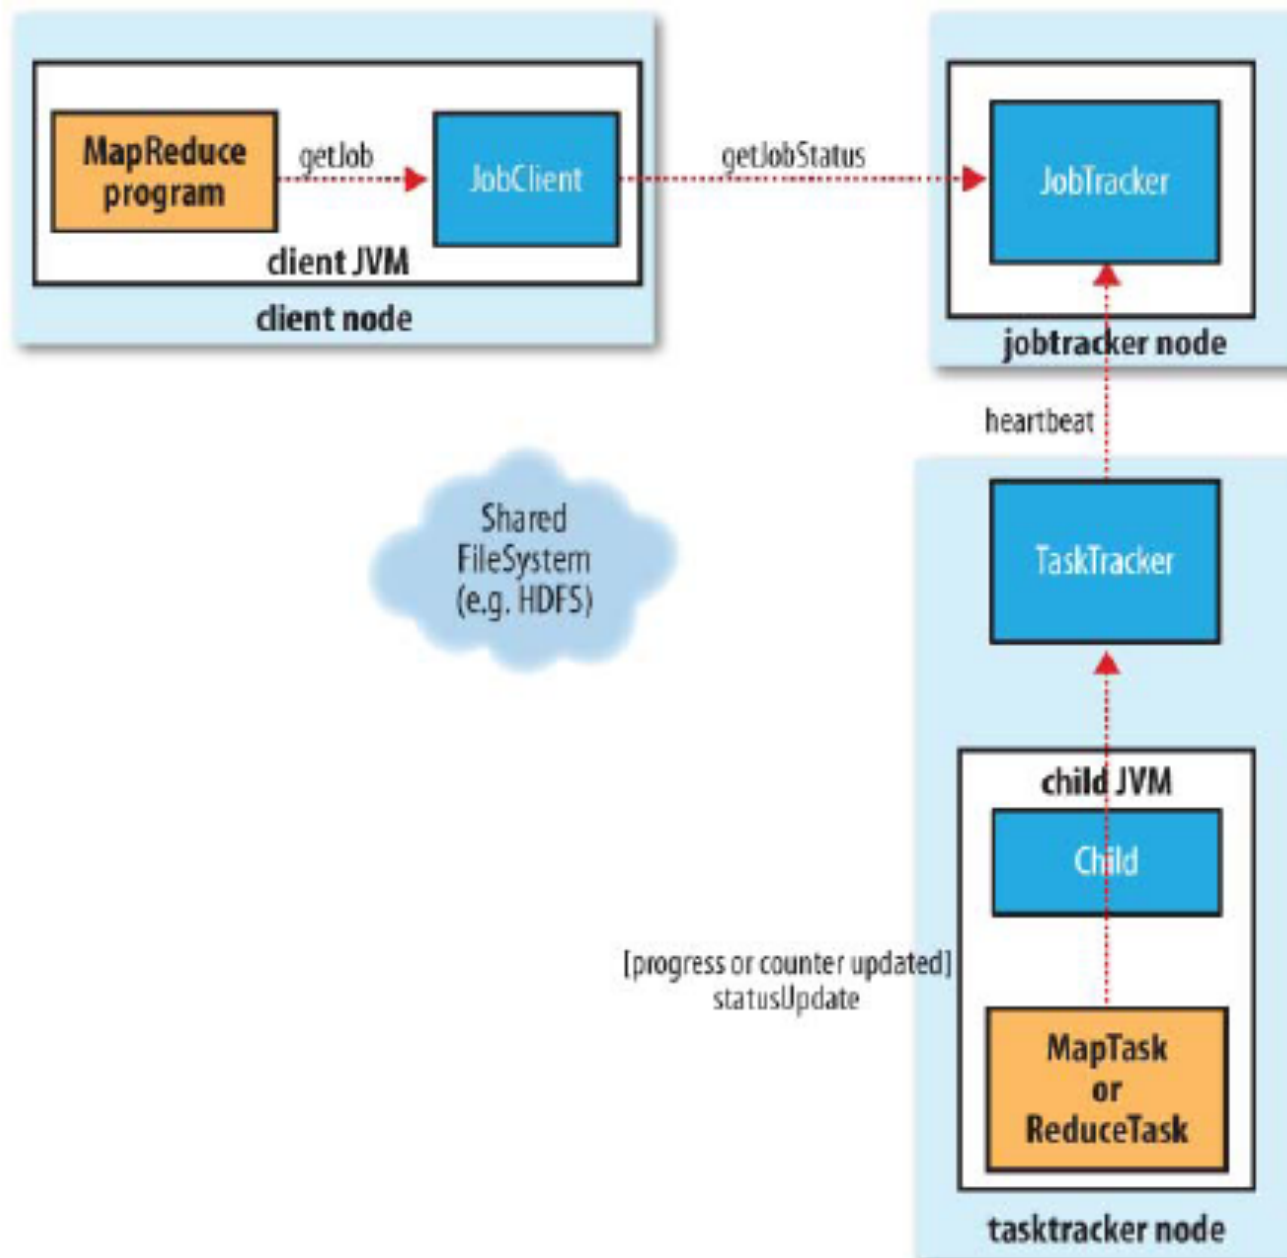 MapReduce
program
getJob
JobClient
client JVM
client node
getJobStatus
JobTracker
jobtracker node
heartbeat
Shared
FileSystem
(e.g. HDFS)
TaskTracker
child JVM
Child
[progress or counter updated]
statusUpdate
MapTask
or
ReduceTask
tasktracker node